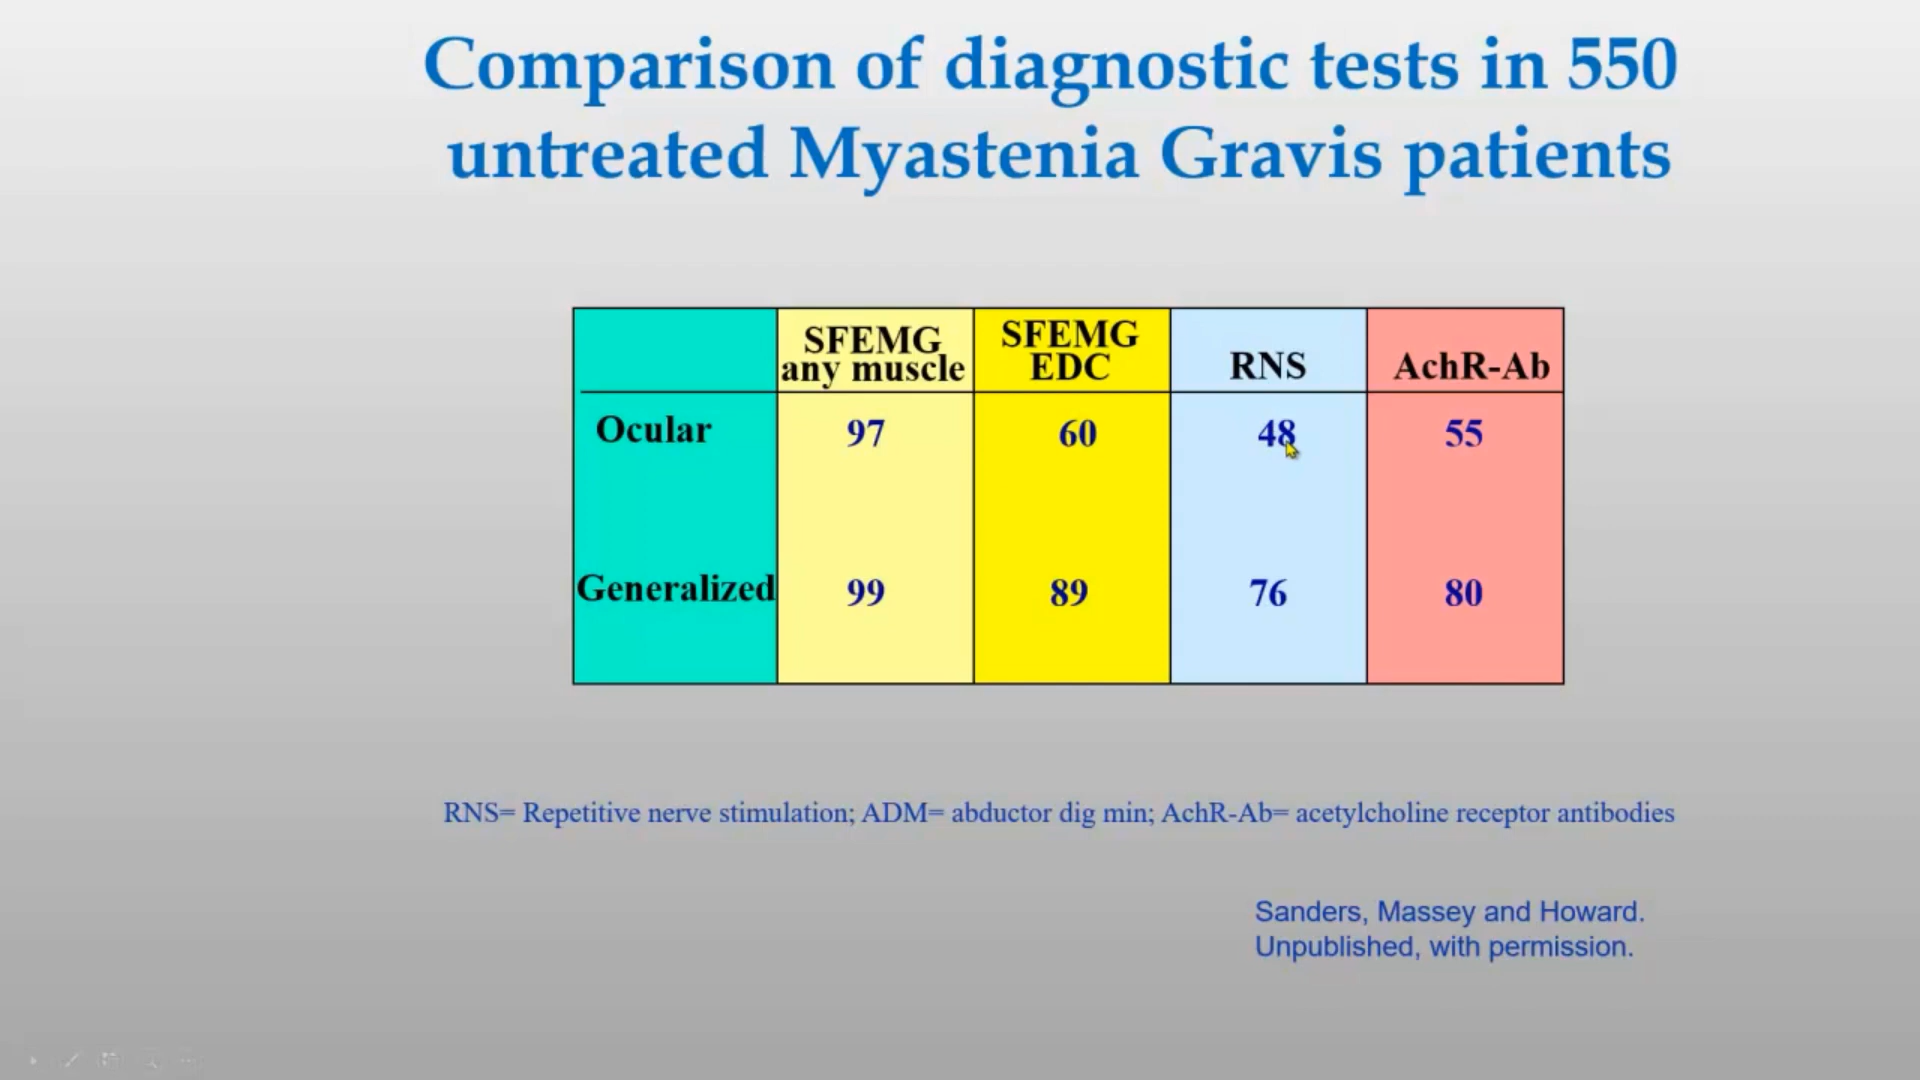 Comparison of diagnostic tests in 550
untreated Myastenia Gravis patients
SFEMG any muscle SFEMG EDC RNS AchR-Ab
Ocular 97 60 48 55
Generalized 99 89 76 80
RNS= Repetitive nerve stimulation; ADM= abductor dig min; AchR-Ab= acetylcholine receptor antibodies
Sanders, Massey and Howard.
Unpublished, with permission.